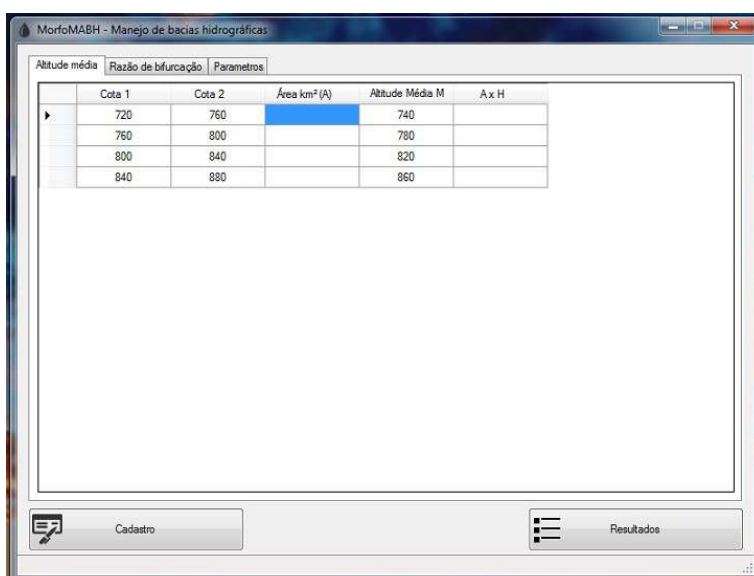 MorfoMABH - Manejo de bacias hidrográficas
Altitude média Razão de bifurcação Parametros
Cota 1 Cota 2 Área km² (A) Altitude Média M A x H
720 760 740
760 800 780
800 840 820
840 880 860
Cadastro Resultados